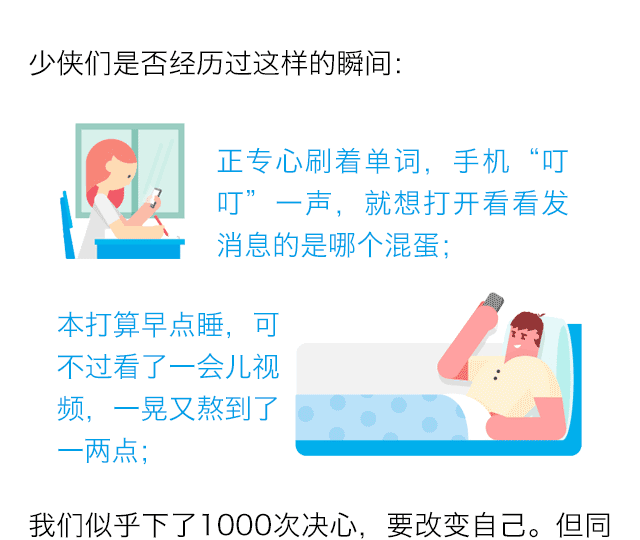 少侠们是否经历过这样的瞬间：
正专心刷着单词，手机“叮
叮”一声，就想打开看看发
消息的是哪个混蛋；
本打算早点睡，可
不过看了一会儿视
频，一晃又熬到了
一两点；
我们似乎下了1000次决心，要改变自己。但同